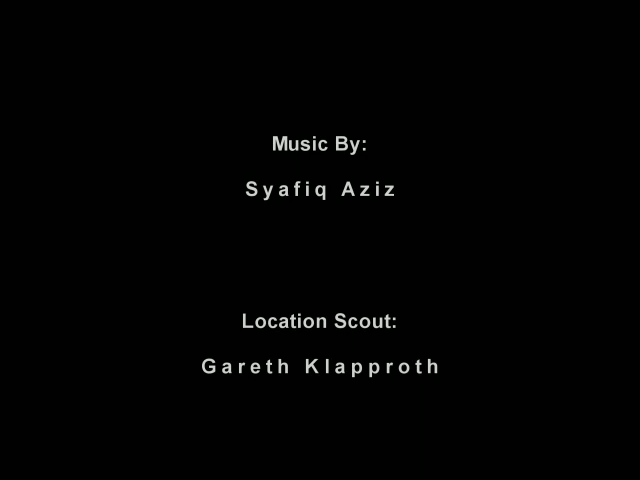 Music By:
Syafiq Aziz
Location Scout:
Gareth Klapproth